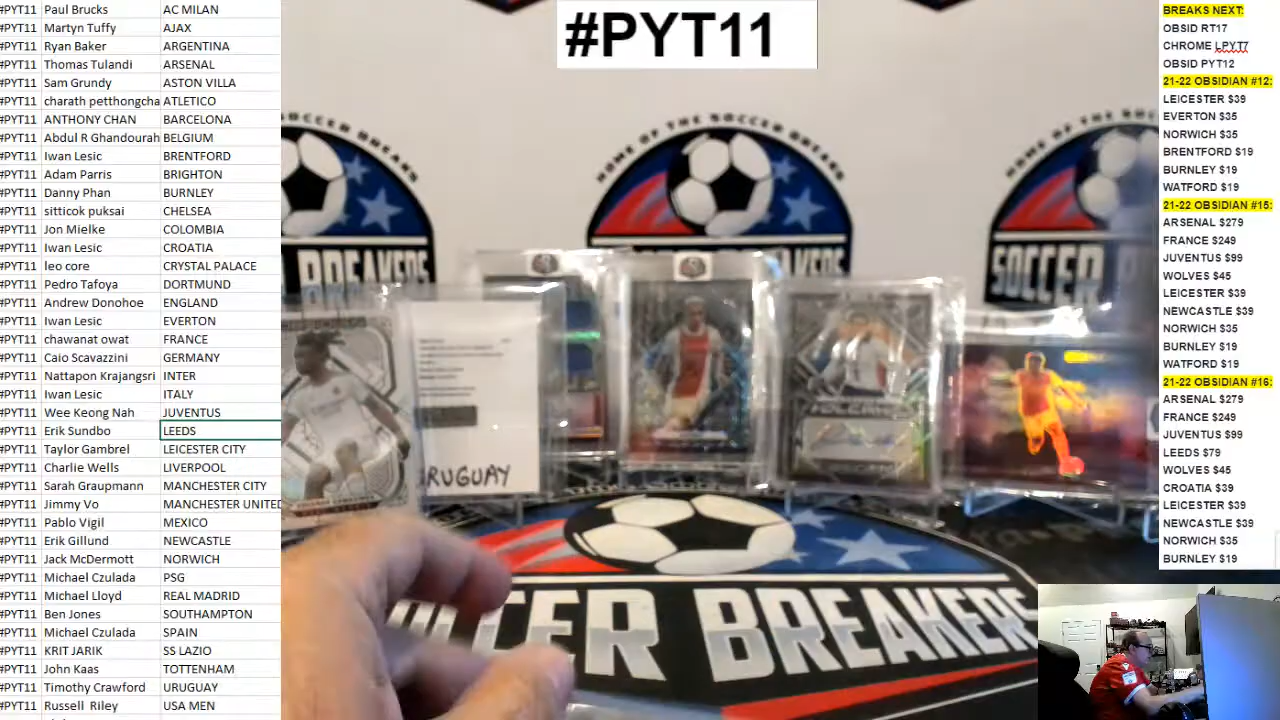 #PYT11 Paul Brucks AC MILAN
#PYT11 Martyn Tuffy AJAX
#PYT11 Ryan Baker ARGENTINA
#PYT11 Thomas Tulandi ARSENAL
#PYT11 Sam Grundy ASTON VILLA
#PYT11 charath petthongcha ATLETICO
#PYT11 ANTHONY CHAN BARCELONA
#PYT11 Abdul R Ghandourah BELGIUM
#PYT11 Iwan Lesic BRENTFORD
#PYT11 Adam Parris BRIGHTON
#PYT11 Danny Phan BURNLEY
#PYT11 sitticok puksai CHELSEA
#PYT11 Jon Mielke COLOMBIA
#PYT11 Iwan Lesic CROATIA
#PYT11 leo core CRYSTAL PALACE
#PYT11 Pedro Tafoya DORTMUND
#PYT11 Andrew Donohoe ENGLAND
#PYT11 Iwan Lesic EVERTON
#PYT11 chawanat owat FRANCE
#PYT11 Caio Scavazzini GERMANY
#PYT11 Nattapon Krajangsri INTER
#PYT11 Iwan Lesic ITALY
#PYT11 Wee Keong Nah JUVENTUS
#PYT11 Erik Sundbo LEEDS
#PYT11 Taylor Gambrel LEICESTER CITY
#PYT11 Charlie Wells LIVERPOOL
#PYT11 Sarah Graupmann MANCHESTER CITY
#PYT11 Jimmy Vo MANCHESTER UNITED
#PYT11 Pablo Vigil MEXICO
#PYT11 Erik Gillund NEWCASTLE
#PYT11 Jack McDermott NORWICH
#PYT11 Michael Czulada PSG
#PYT11 Michael Lloyd REAL MADRID
#PYT11 Ben Jones SOUTHAMPTON
#PYT11 Michael Czulada SPAIN
#PYT11 KRIT JARIK SS LAZIO
#PYT11 John Kaas TOTTENHAM
#PYT11 Timothy Crawford URUGUAY
#PYT11 Russell Riley USA MEN
#PYT11
HOME OF THE SOCCER BREAKS
SOCCER BREAKERS
URUGUAY
SOCCER BREAKERS
BREAKS NEXT:
OBSID RT17
CHROME LPYT7
OBSID PYT12
21-22 OBSIDIAN #12:
LEICESTER $39
EVERTON $35
NORWICH $35
BRENTFORD $19
BURNLEY $19
WATFORD $19
21-22 OBSIDIAN #15:
ARSENAL $279
FRANCE $249
JUVENTUS $99
WOLVES $45
LEICESTER $39
NEWCASTLE $39
NORWICH $35
BURNLEY $19
WATFORD $19
21-22 OBSIDIAN #16:
ARSENAL $279
FRANCE $249
JUVENTUS $99
LEEDS $79
WOLVES $45
CROATIA $39
LEICESTER $39
NEWCASTLE $39
NORWICH $35
BURNLEY $19